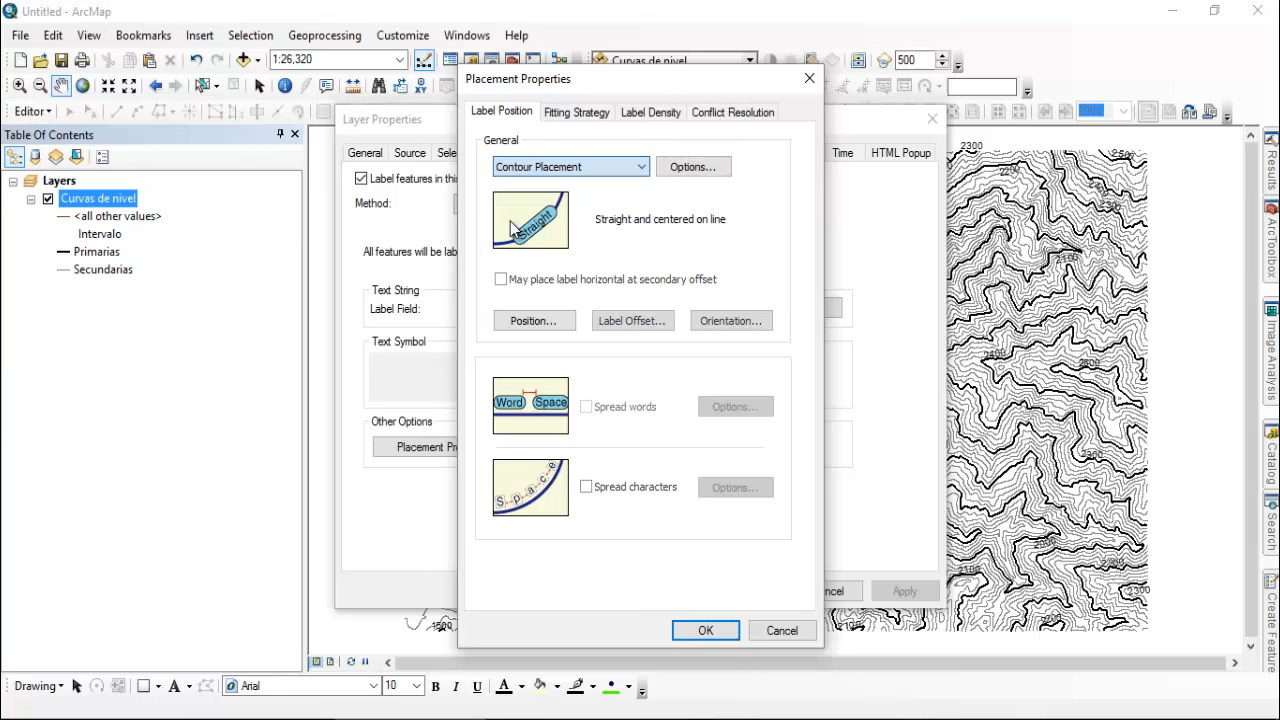 Untitled - ArcMap
File Edit View Bookmarks Insert Selection Geoprocessing Customize Windows Help
1:26,320
Curvas de nivel
500
Editor
Table Of Contents
Layers
Curvas de nivel
<all other values>
Intervalo
Primarias
Secundarias
Layer Properties
General Source
Time HTML Popup
Label features in this
Method:
All features will be
Text String
Label Field:
Text Symbol
Other Options
Placement
Apply
Placement Properties
Label Position Fitting Strategy Label Density Conflict Resolution
General
Contour Placement Options...
Straight
Straight and centered on line
May place label horizontal at secondary offset
Position... Label Offset... Orientation...
Word Space
Spread words Options...
Space
Spread characters Options...
OK Cancel
2300
2200
2100
2300
2300
Results
ArcToolbox
Image Analysis
Catalog
Search
Create Feature
Drawing Arial 10 B I U A